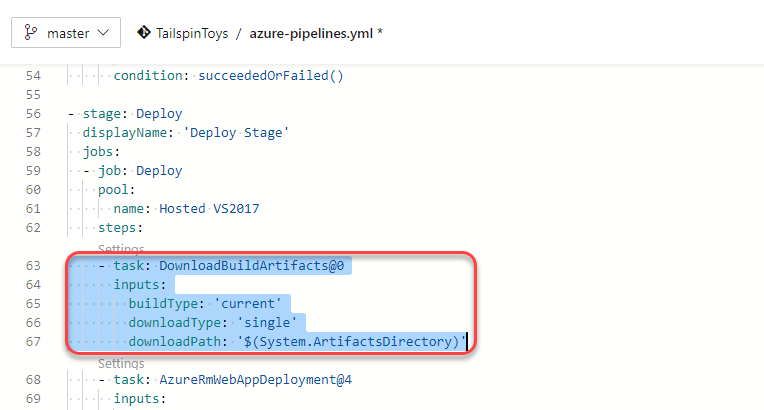 master TailspinToys / azure-pipelines.yml *
54 condition: succeededOrFailed()
55
56 - stage: Deploy
57 displayName: 'Deploy Stage'
58 jobs:
59 - job: Deploy
60 pool:
61 name: Hosted VS2017
62 steps:
Settings
63 - task: DownloadBuildArtifacts@0
64 inputs:
65 buildType: 'current'
66 downloadType: 'single'
67 downloadPath: '$(System.ArtifactsDirectory)'
Settings
68 - task: AzureRmWebAppDeployment@4
69 inputs: